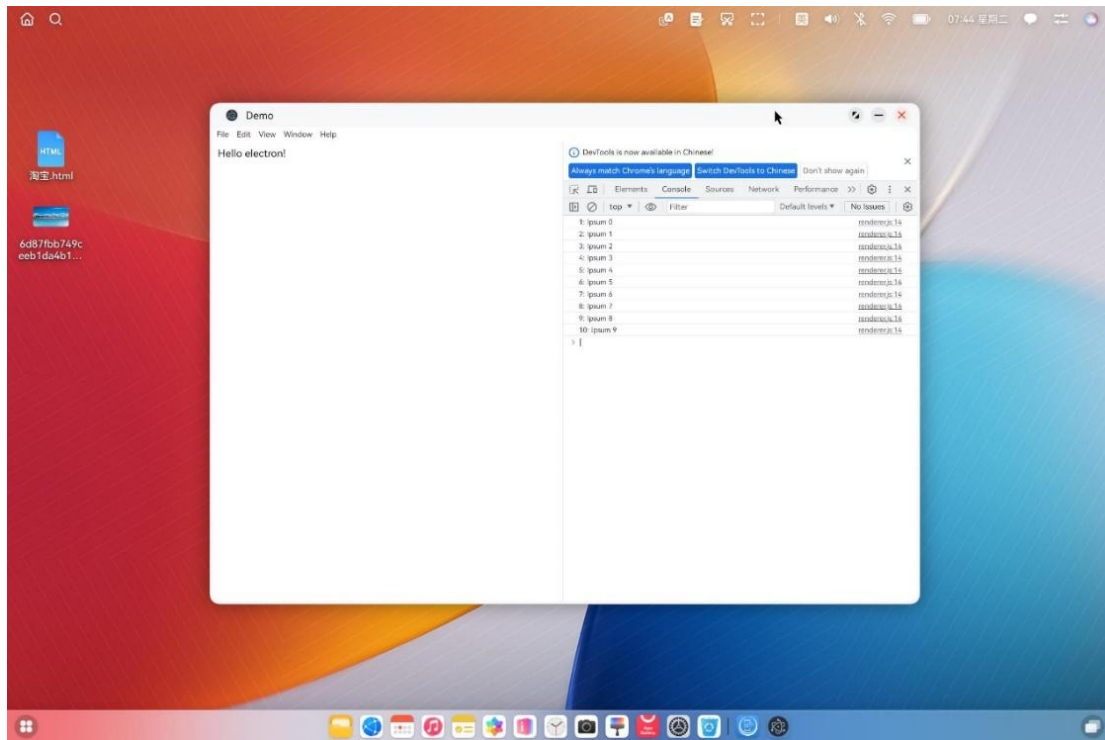 07:44 星期二
HTML
淘宝.html
6d87fbb749c
eeb1da4b1...
Demo
File Edit View Window Help
Hello electron!
DevTools is now available in Chinese!
Always match Chrome's language Switch DevTools to Chinese Don't show again
Elements Console Sources Network Performance
top Filter Default levels No Issues
1: Ipsum 0 renderer.js:14
2: Ipsum 1 renderer.js:14
3: Ipsum 2 renderer.js:14
4: Ipsum 3 renderer.js:14
5: Ipsum 4 renderer.js:14
6: Ipsum 5 renderer.js:14
7: Ipsum 6 renderer.js:14
8: Ipsum 7 renderer.js:14
9: Ipsum 8 renderer.js:14
10: Ipsum 9 renderer.js:14